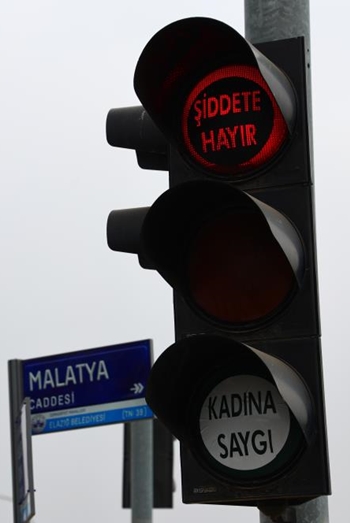 ŞİDDETE
HAYIR
KADINA
SAYGI
MALATYA
CADDESİ
ELAZIĞ BELEDİYESİ